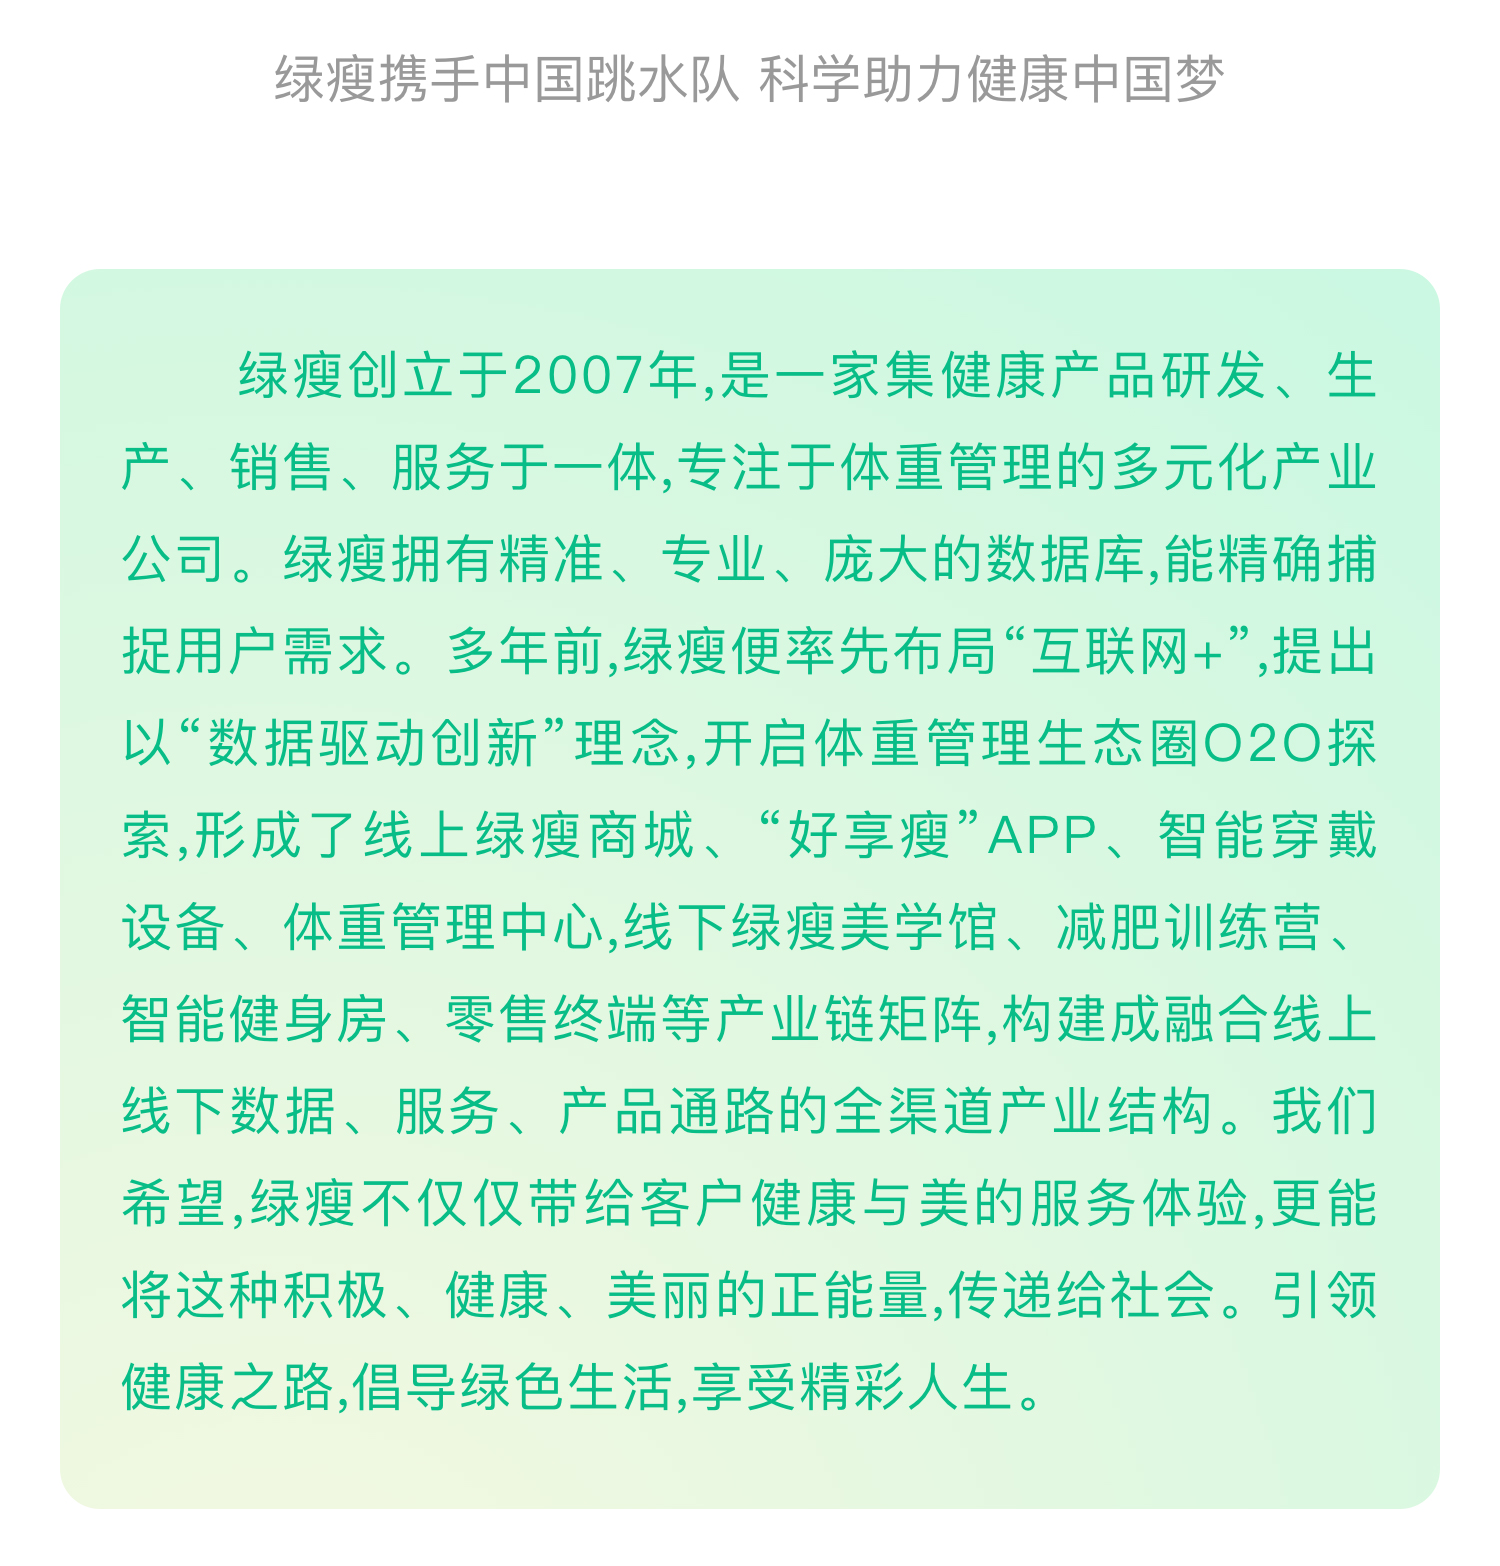 绿瘦携手中国跳水队 科学助力健康中国梦
绿瘦创立于2007年,是一家集健康产品研发、生
产、销售、服务于一体,专注于体重管理的多元化产业
公司。绿瘦拥有精准、专业、庞大的数据库,能精确捕
捉用户需求。多年前,绿瘦便率先布局“互联网+”,提出
以“数据驱动创新”理念,开启体重管理生态圈O2O探
索,形成了线上绿瘦商城、“好享瘦”APP、智能穿戴
设备、体重管理中心,线下绿瘦美学馆、减肥训练营、
智能健身房、零售终端等产业链矩阵,构建成融合线上
线下数据、服务、产品通路的全渠道产业结构。我们
希望,绿瘦不仅仅带给客户健康与美的服务体验,更能
将这种积极、健康、美丽的正能量,传递给社会。引领
健康之路,倡导绿色生活,享受精彩人生。